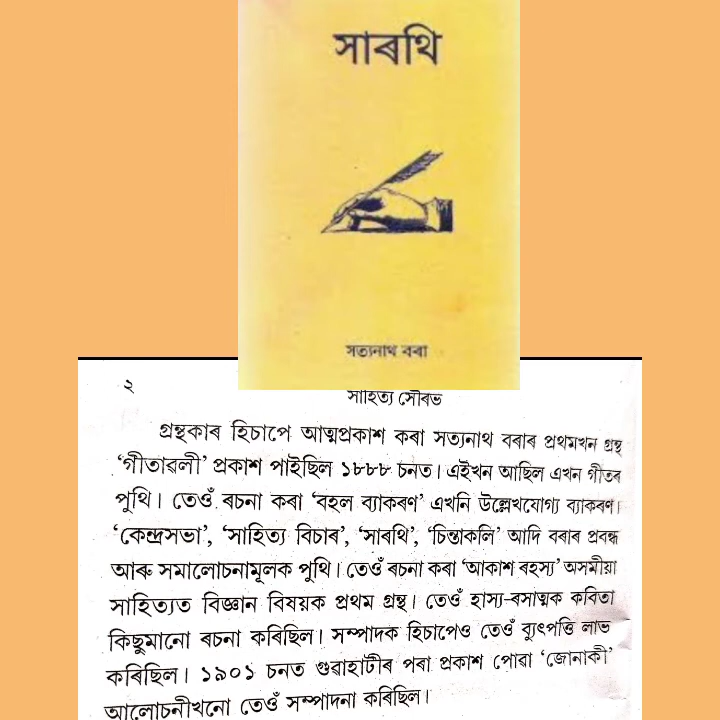 সাৰথি
সত্যনাথ বৰা
২
সাহিত্য সৌৰভ
গ্ৰন্থকাৰ হিচাপে আত্মপ্ৰকাশ কৰা সত্যনাথ বৰাৰ প্ৰথমখন গ্ৰন্থ
‘গীতাৱলী’ প্ৰকাশ পাইছিল ১৮৮৮ চনত। এইখন আছিল এখন গীতৰ
পুথি। তেওঁ ৰচনা কৰা ‘বহল ব্যাকৰণ’ এখনি উল্লেখযোগ্য ব্যাকৰণ।
‘কেন্দ্ৰসভা’, ‘সাহিত্য বিচাৰ’, ‘সাৰথি’, ‘চিন্তাকলি’ আদি বৰাৰ প্ৰবন্ধ
আৰু সমালোচনামূলক পুথি। তেওঁ ৰচনা কৰা ‘আকাশ ৰহস্য’ অসমীয়া
সাহিত্যত বিজ্ঞান বিষয়ক প্ৰথম গ্ৰন্থ। তেওঁ হাস্য-ৰসাত্মক কবিতা
কিছুমানো ৰচনা কৰিছিল। সম্পাদক হিচাপেও তেওঁ ব্যুৎপত্তি লাভ
কৰিছিল। ১৯০১ চনত গুৱাহাটীৰ পৰা প্ৰকাশ পোৱা ‘জোনাকী’
আলোচনীখনো তেওঁ সম্পাদনা কৰিছিল।